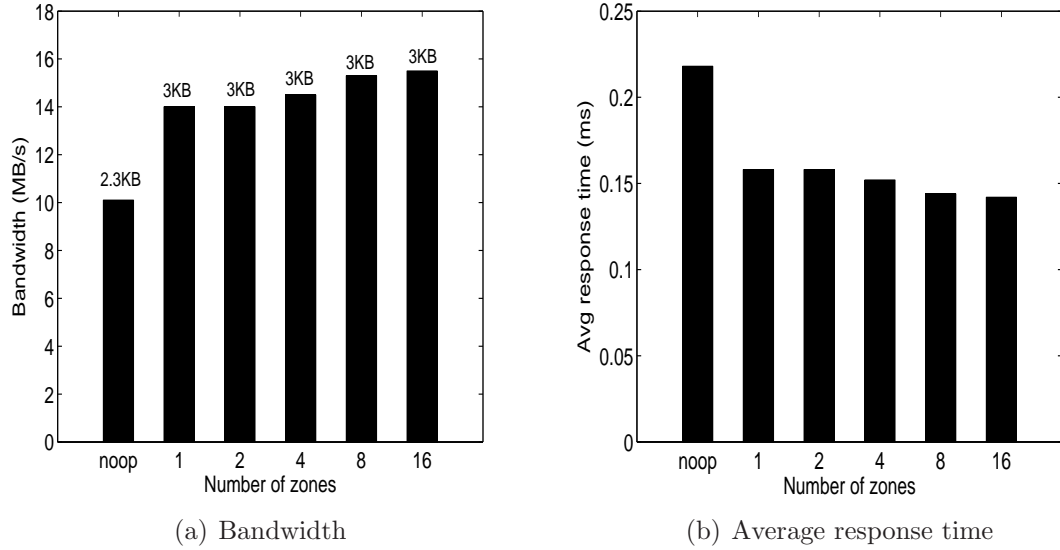 18
16
14
12
10
8
6
4
2
0
Bandwidth (MB/s)
2.3KB
3KB
3KB
3KB
3KB
3KB
noop 1 2 4 8 16
Number of zones
(a) Bandwidth
0.25
0.2
0.15
0.1
0.05
0
Avg response time (ms)
noop 1 2 4 8 16
Number of zones
(b) Average response time